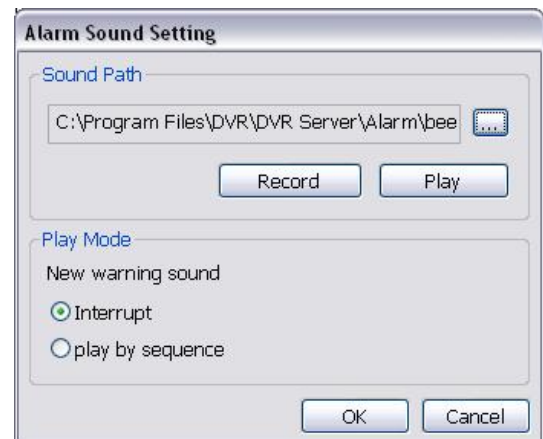 Alarm Sound Setting
Sound Path
C:\Program Files\DVR\DVR Server\Alarm\bee ...
Record Play
Play Mode
New warning sound
Interrupt
play by sequence
OK Cancel